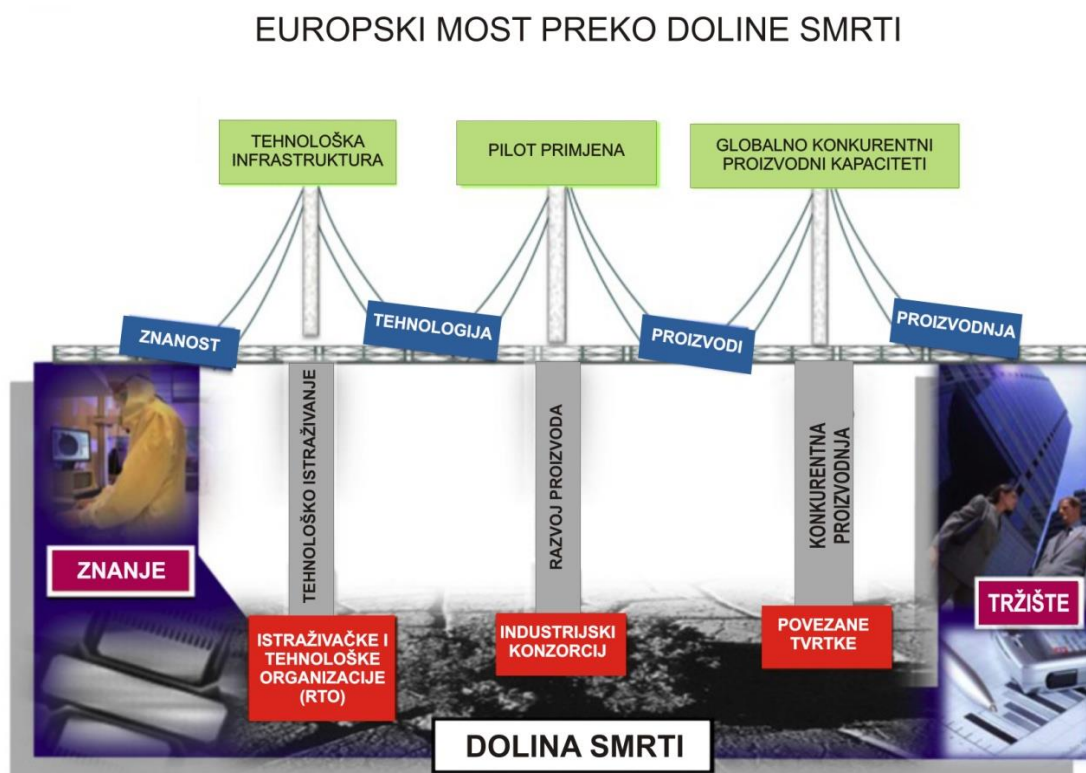 EUROPSKI MOST PREKO DOLINE SMRTI
TEHNOLOŠKA
INFRASTRUKTURA
PILOT PRIMJENA
GLOBALNO KONKURENTNI
PROIZVODNI KAPACITETI
ZNANOST
TEHNOLOGIJA
PROIZVODI
PROIZVODNJA
TEHNOLOŠKO ISTRAŽIVANJE
RAZVOJ PROIZVODA
KONKURENTNA
PROIZVODNJA
ZNANJE
TRŽIŠTE
ISTRAŽIVAČKE I
TEHNOLOŠKE
ORGANIZACIJE
(RTO)
INDUSTRIJSKI
KONZORCIJ
POVEZANE
TVRTKE
DOLINA SMRTI